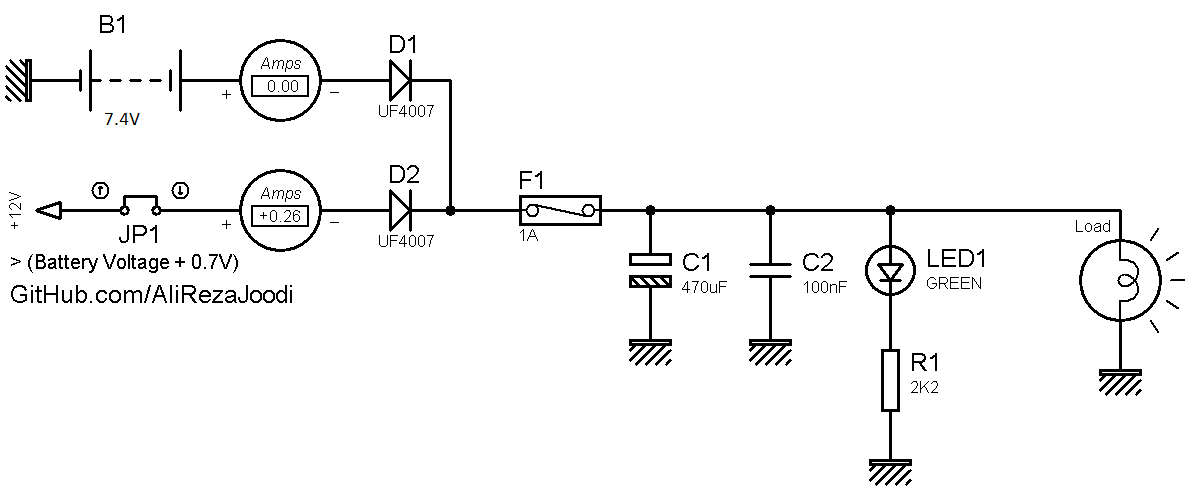 B1
7.4V
Amps
0.00
+
−
D1
UF4007
+12V
JP1
Amps
+0.26
+
−
D2
UF4007
> (Battery Voltage + 0.7V)
GitHub.com/AliRezaJoodi
F1
1A
C1
470uF
C2
100nF
LED1
GREEN
R1
2K2
Load